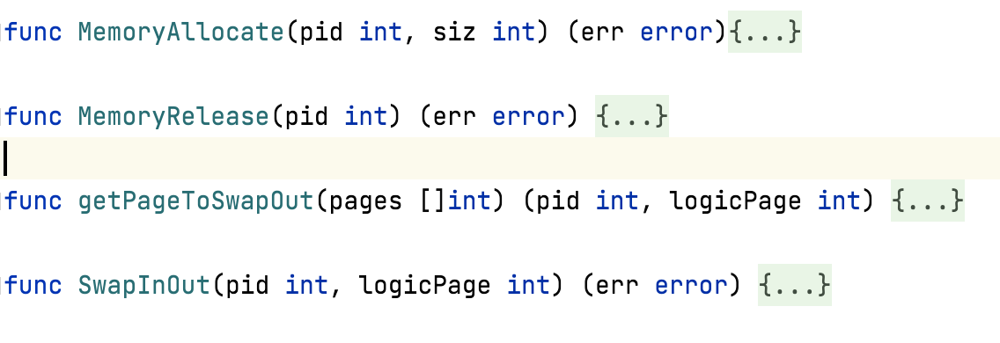 func MemoryAllocate(pid int, siz int) (err error){...}
func MemoryRelease(pid int) (err error) {...}
func getPageToSwapOut(pages []int) (pid int, logicPage int) {...}
func SwapInOut(pid int, logicPage int) (err error) {...}